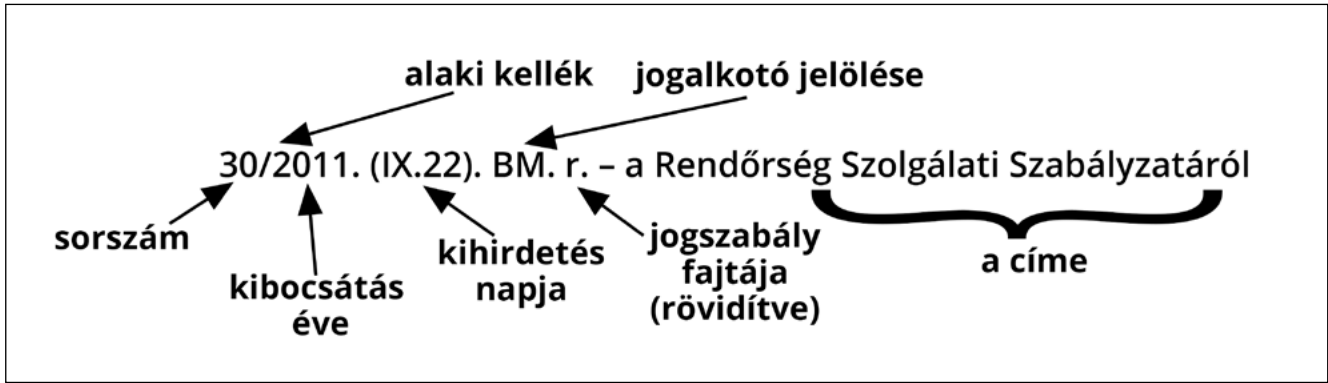 alaki kellék
jogalkotó jelölése
30/2011. (IX.22). BM. r. – a Rendőrség Szolgálati Szabályzatáról
sorszám
kibocsátás
éve
kihirdetés
napja
jogszabály
fajtája
(rövidítve)
a címe